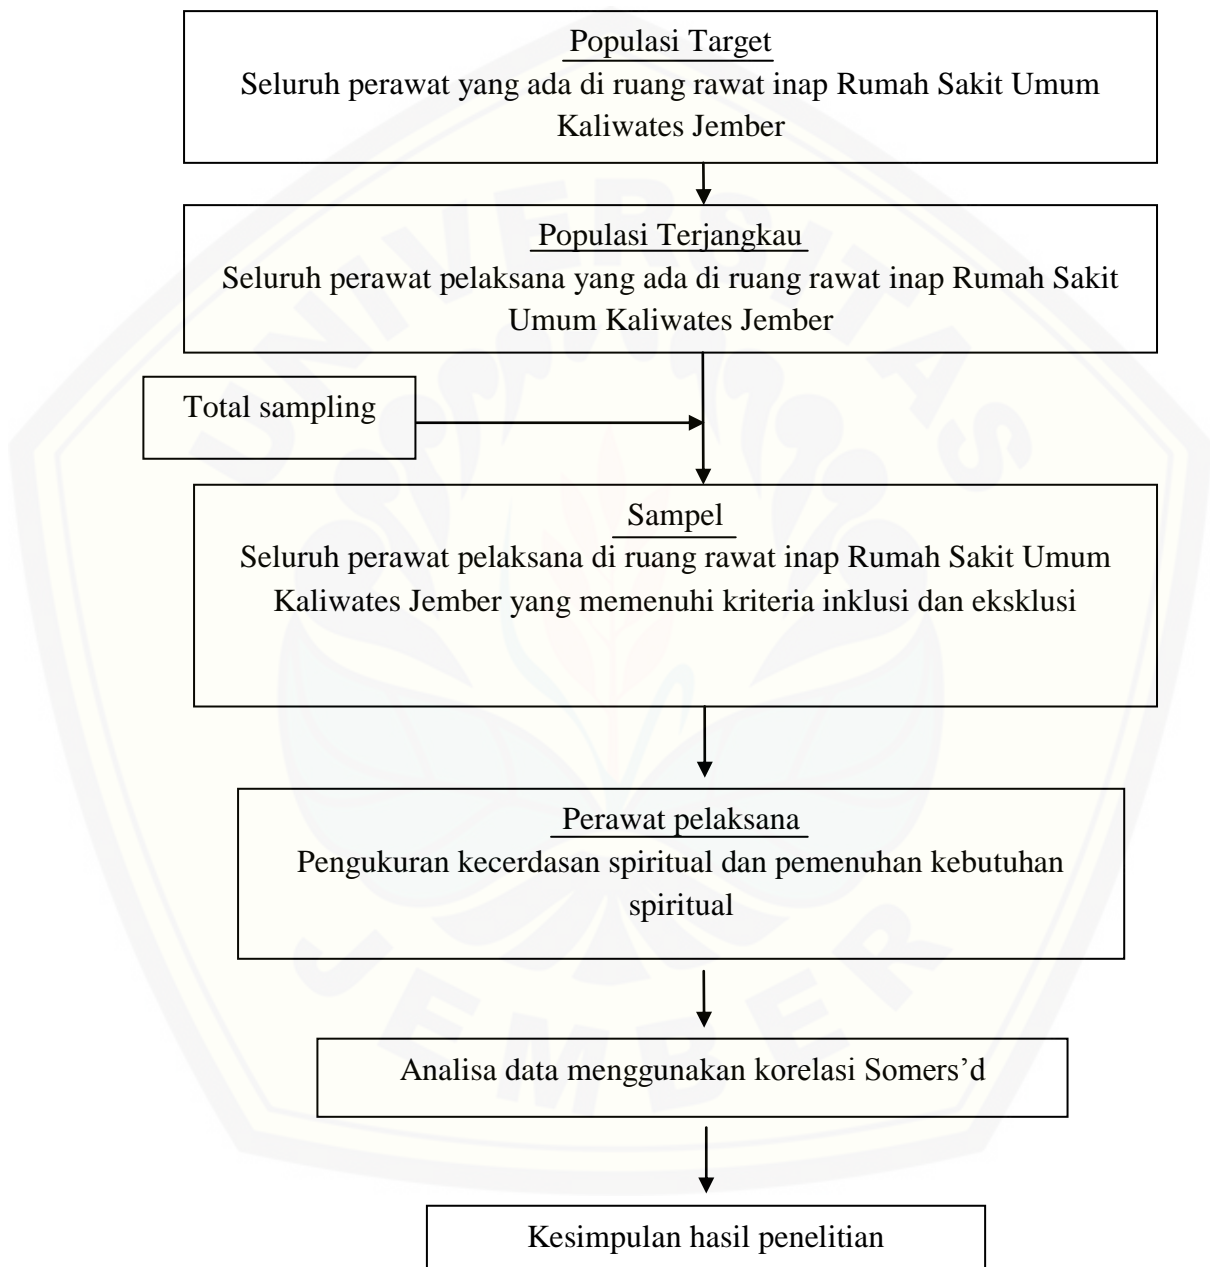 Populasi Target
Seluruh perawat yang ada di ruang rawat inap Rumah Sakit Umum
Kaliwates Jember
Populasi Terjangkau
Seluruh perawat pelaksana yang ada di ruang rawat inap Rumah Sakit
Umum Kaliwates Jember
Total sampling
Sampel
Seluruh perawat pelaksana di ruang rawat inap Rumah Sakit Umum
Kaliwates Jember yang memenuhi kriteria inklusi dan eksklusi
Perawat pelaksana
Pengukuran kecerdasan spiritual dan pemenuhan kebutuhan
spiritual
Analisa data menggunakan korelasi Somers’d
Kesimpulan hasil penelitian
UNIVERSITAS
JEMBER